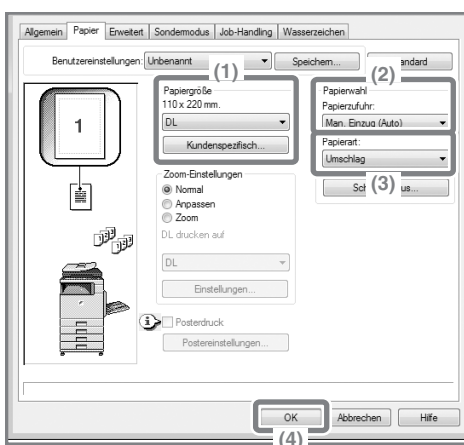 Allgemein Papier Erweitert Sondermodus Job-Handling Wasserzeichen
Benutzereinstellungen: Unbenannt Speichern...
(1)
(2)
Papiergröße
110 x 220 mm.
DL
Kundenspezifisch...
Papierwahl
Papierzufuhr:
Man. Einzug (Auto)
Papierart:
Umschlag
(3)
1
Zoom-Einstellungen
Normal
Anpassen
Zoom
DL drucken auf
DL
Einstellungen...
Posterdruck
Postereinstellungen...
OK Abbrechen Hilfe
(4)